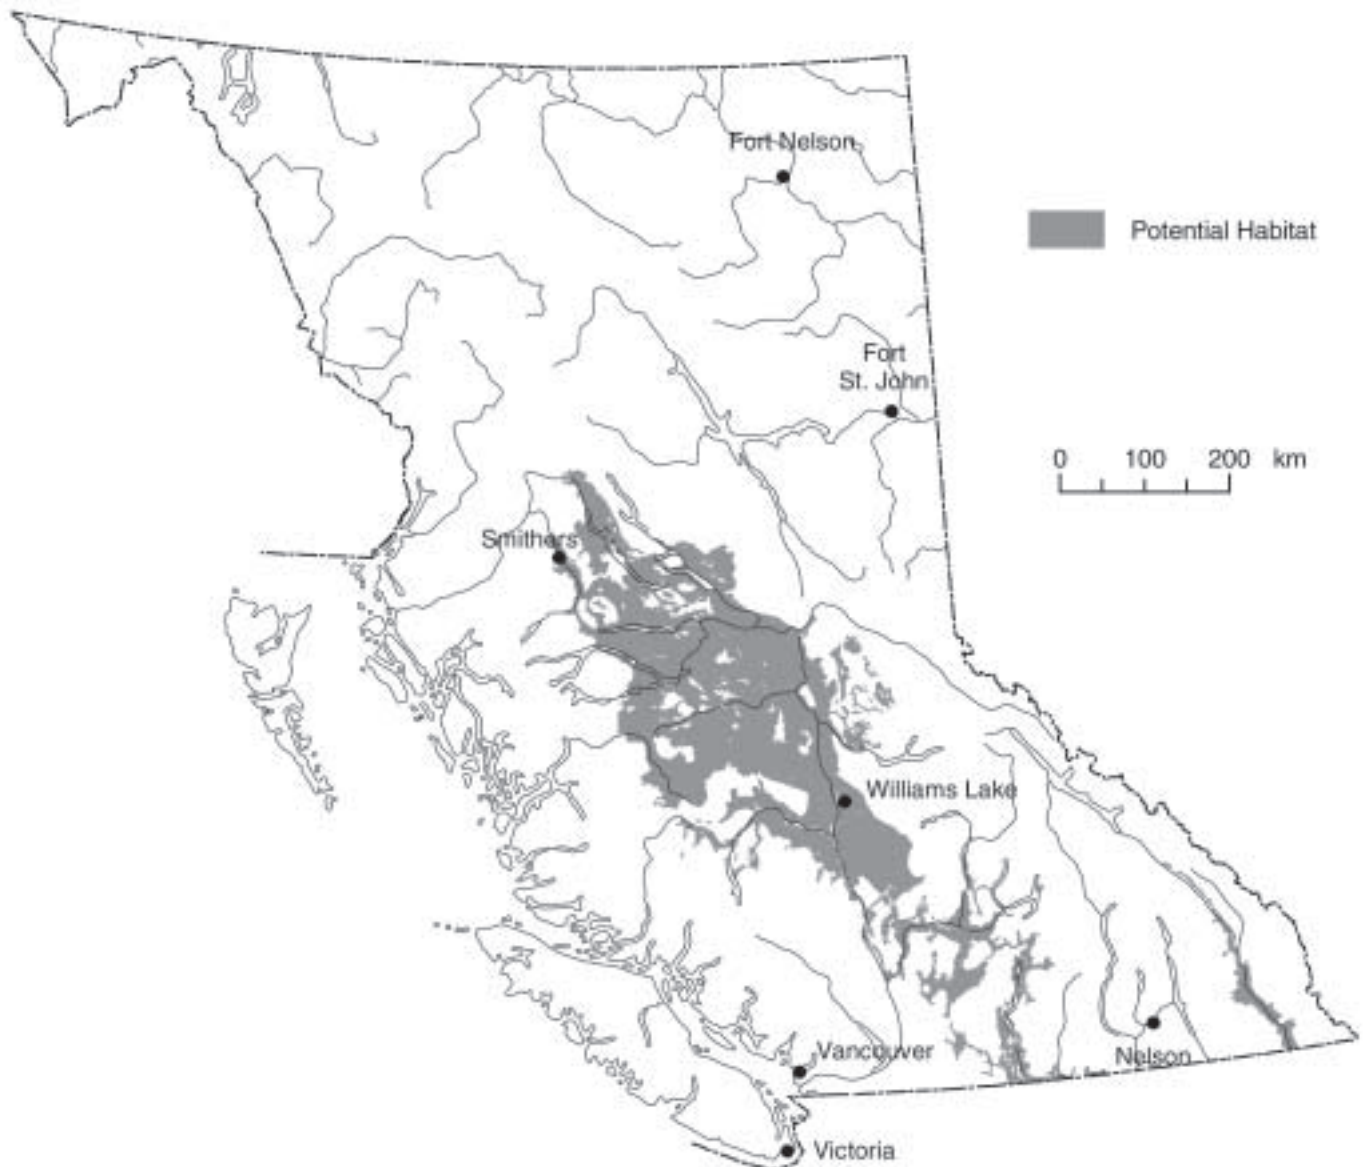 Fort Nelson
Potential Habitat
Fort
St. John
0 100 200 km
Smithers
Williams Lake
Vancouver
Nelson
Victoria